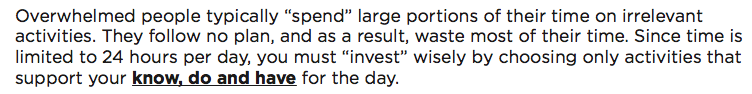 Overwhelmed people typically “spend” large portions of their time on irrelevant
activities. They follow no plan, and as a result, waste most of their time. Since time is
limited to 24 hours per day, you must “invest” wisely by choosing only activities that
support your know, do and have for the day.